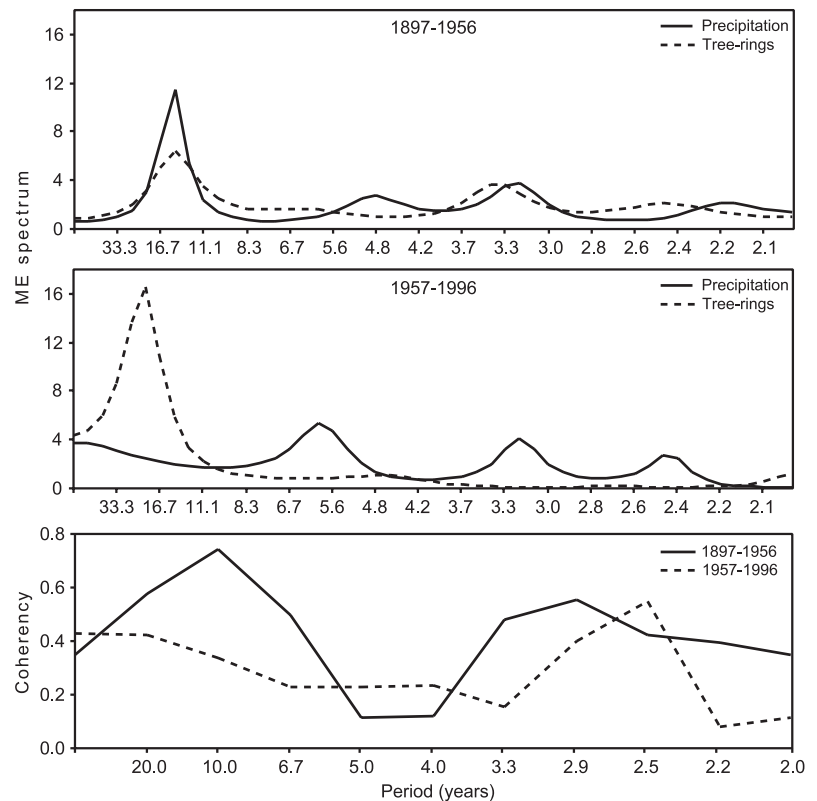 1897-1956
Precipitation
Tree-rings
16
12
8
4
0
33.3 16.7 11.1 8.3 6.7 5.6 4.8 4.2 3.7 3.3 3.0 2.8 2.6 2.4 2.2 2.1
ME spectrum
1957-1996
Precipitation
Tree-rings
16
12
8
4
0
33.3 16.7 11.1 8.3 6.7 5.6 4.8 4.2 3.7 3.3 3.0 2.8 2.6 2.4 2.2 2.1
1897-1956
1957-1996
0.8
0.6
0.4
0.2
0.0
Coherency
20.0 10.0 6.7 5.0 4.0 3.3 2.9 2.5 2.2 2.0
Period (years)